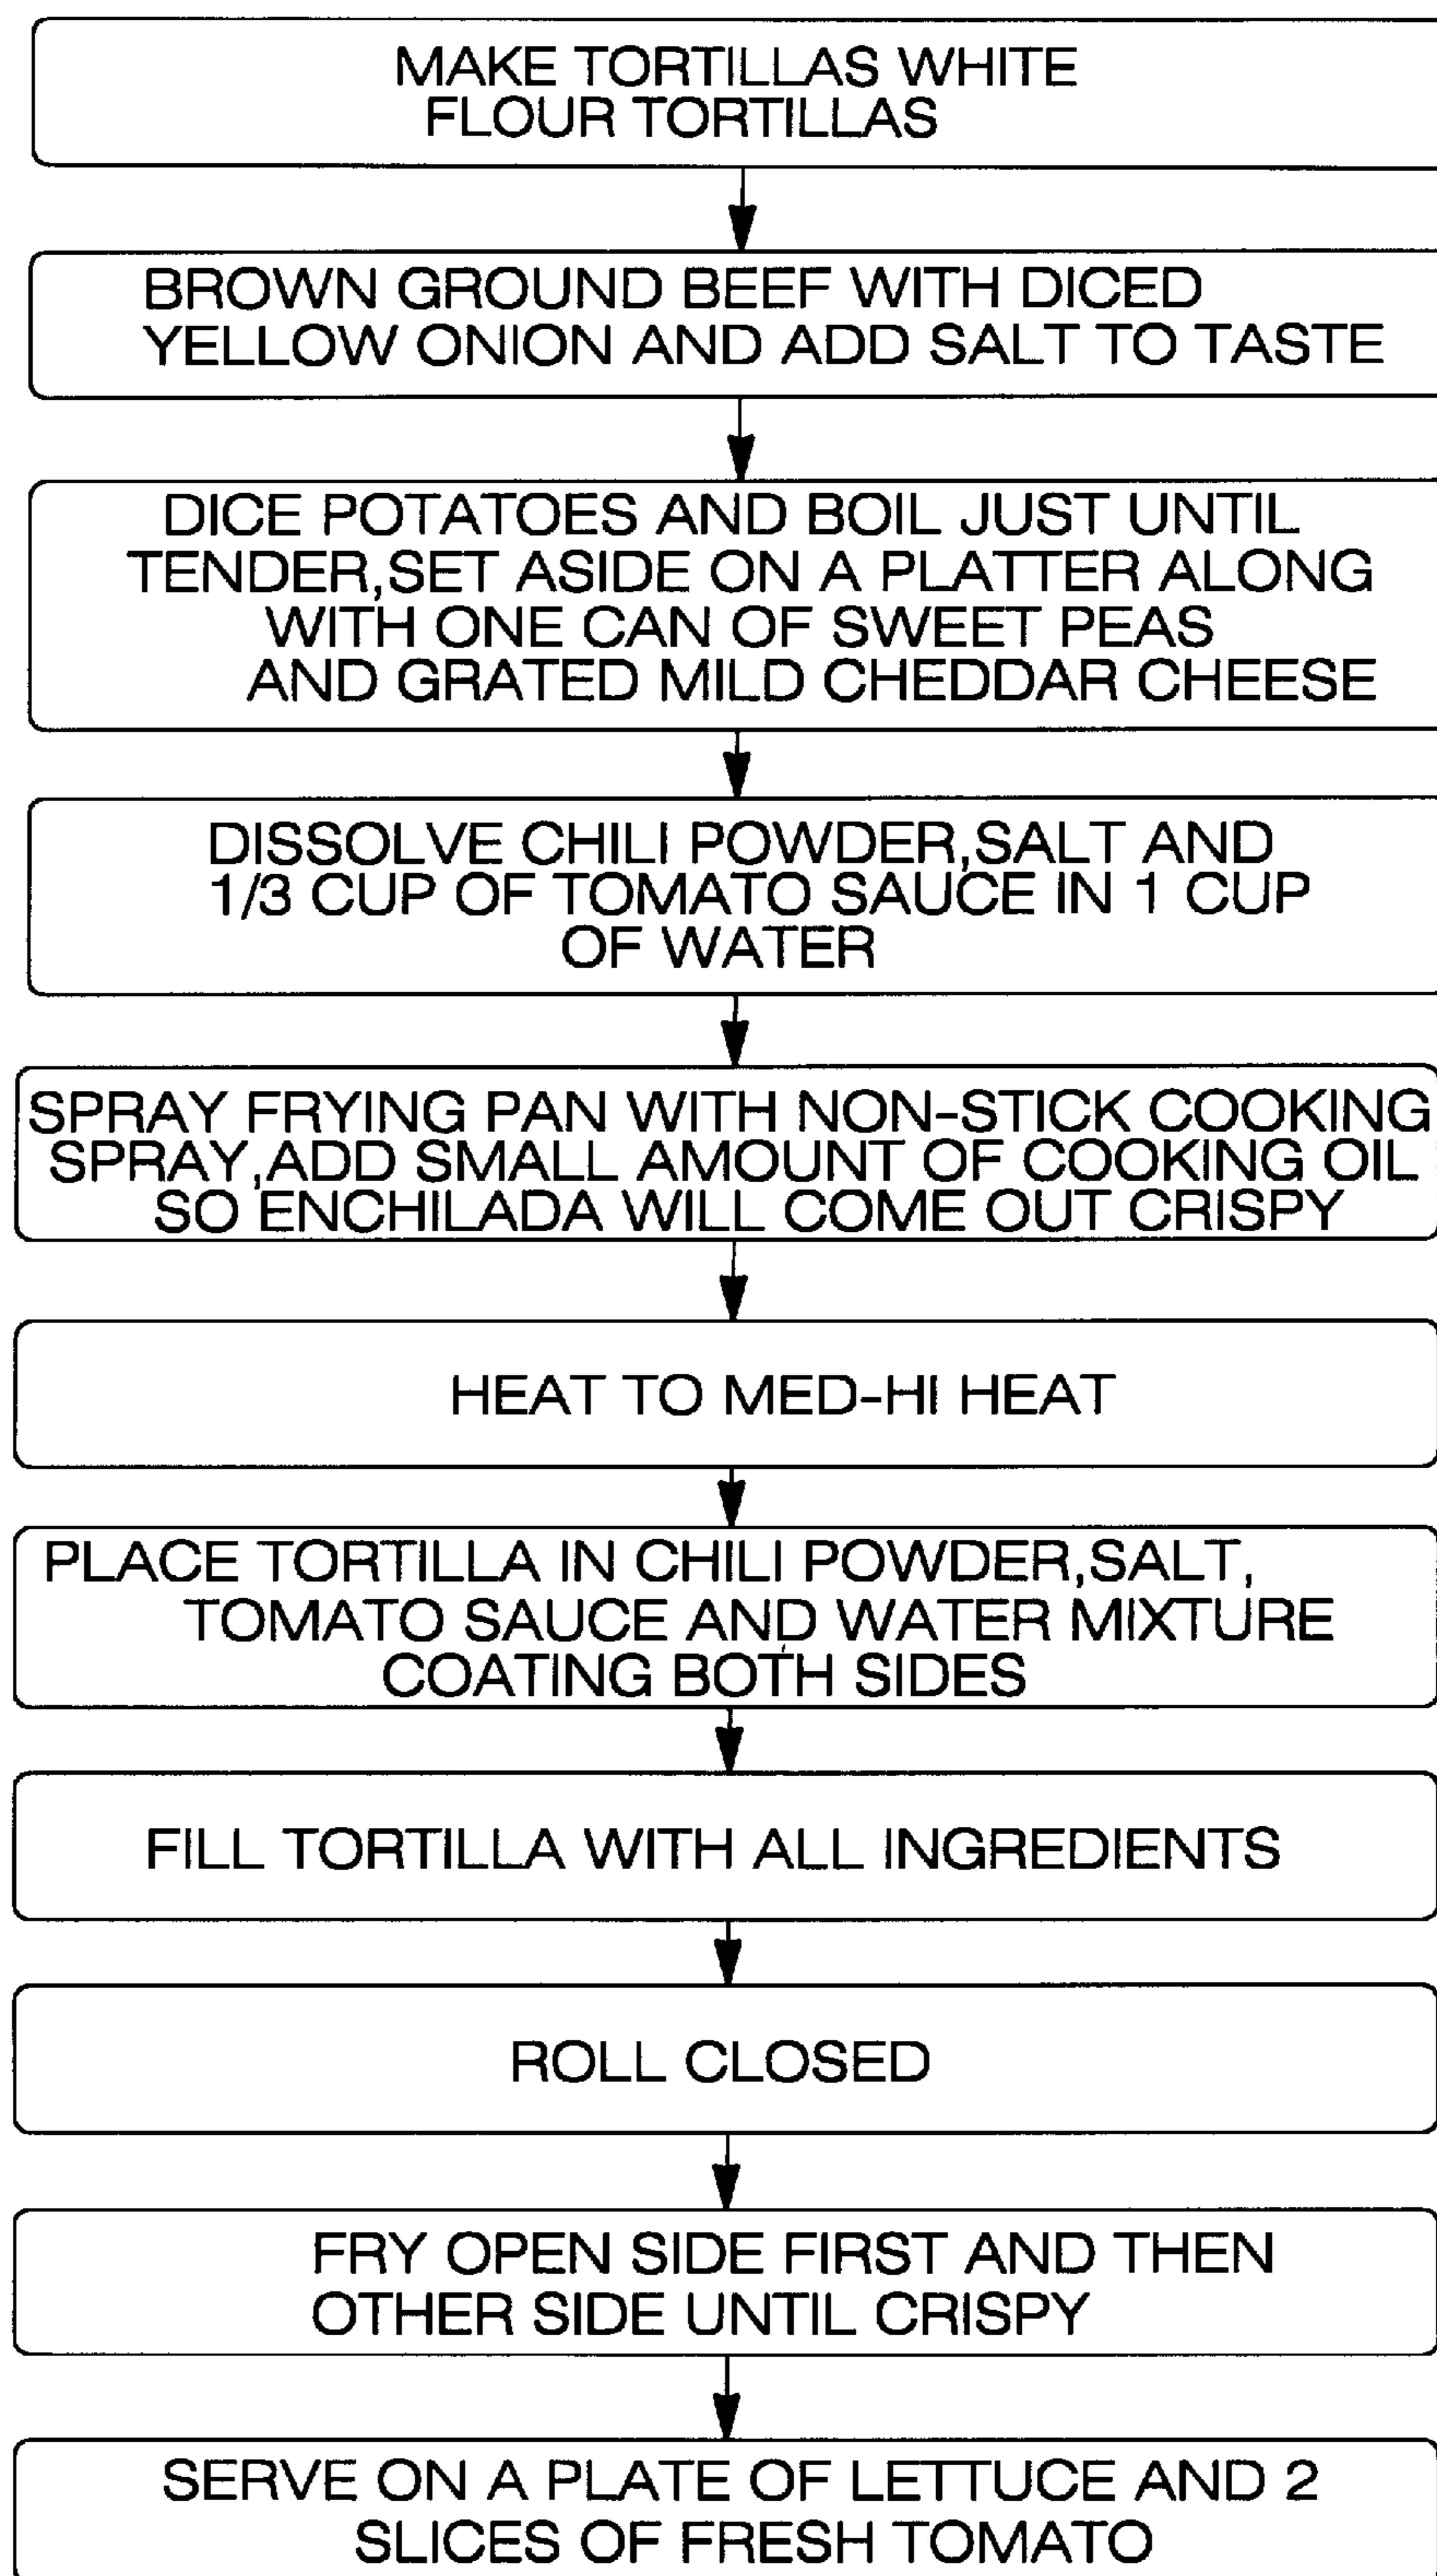 MAKE TORTILLAS WHITE
FLOUR TORTILLAS
BROWN GROUND BEEF WITH DICED
YELLOW ONION AND ADD SALT TO TASTE
DICE POTATOES AND BOIL JUST UNTIL
TENDER,SET ASIDE ON A PLATTER ALONG
WITH ONE CAN OF SWEET PEAS
AND GRATED MILD CHEDDAR CHEESE
DISSOLVE CHILI POWDER,SALT AND
1/3 CUP OF TOMATO SAUCE IN 1 CUP
OF WATER
SPRAY FRYING PAN WITH NON-STICK COOKING
SPRAY,ADD SMALL AMOUNT OF COOKING OIL
SO ENCHILADA WILL COME OUT CRISPY
HEAT TO MED-HI HEAT
PLACE TORTILLA IN CHILI POWDER,SALT,
TOMATO SAUCE AND WATER MIXTURE
COATING BOTH SIDES
FILL TORTILLA WITH ALL INGREDIENTS
ROLL CLOSED
FRY OPEN SIDE FIRST AND THEN
OTHER SIDE UNTIL CRISPY
SERVE ON A PLATE OF LETTUCE AND 2
SLICES OF FRESH TOMATO